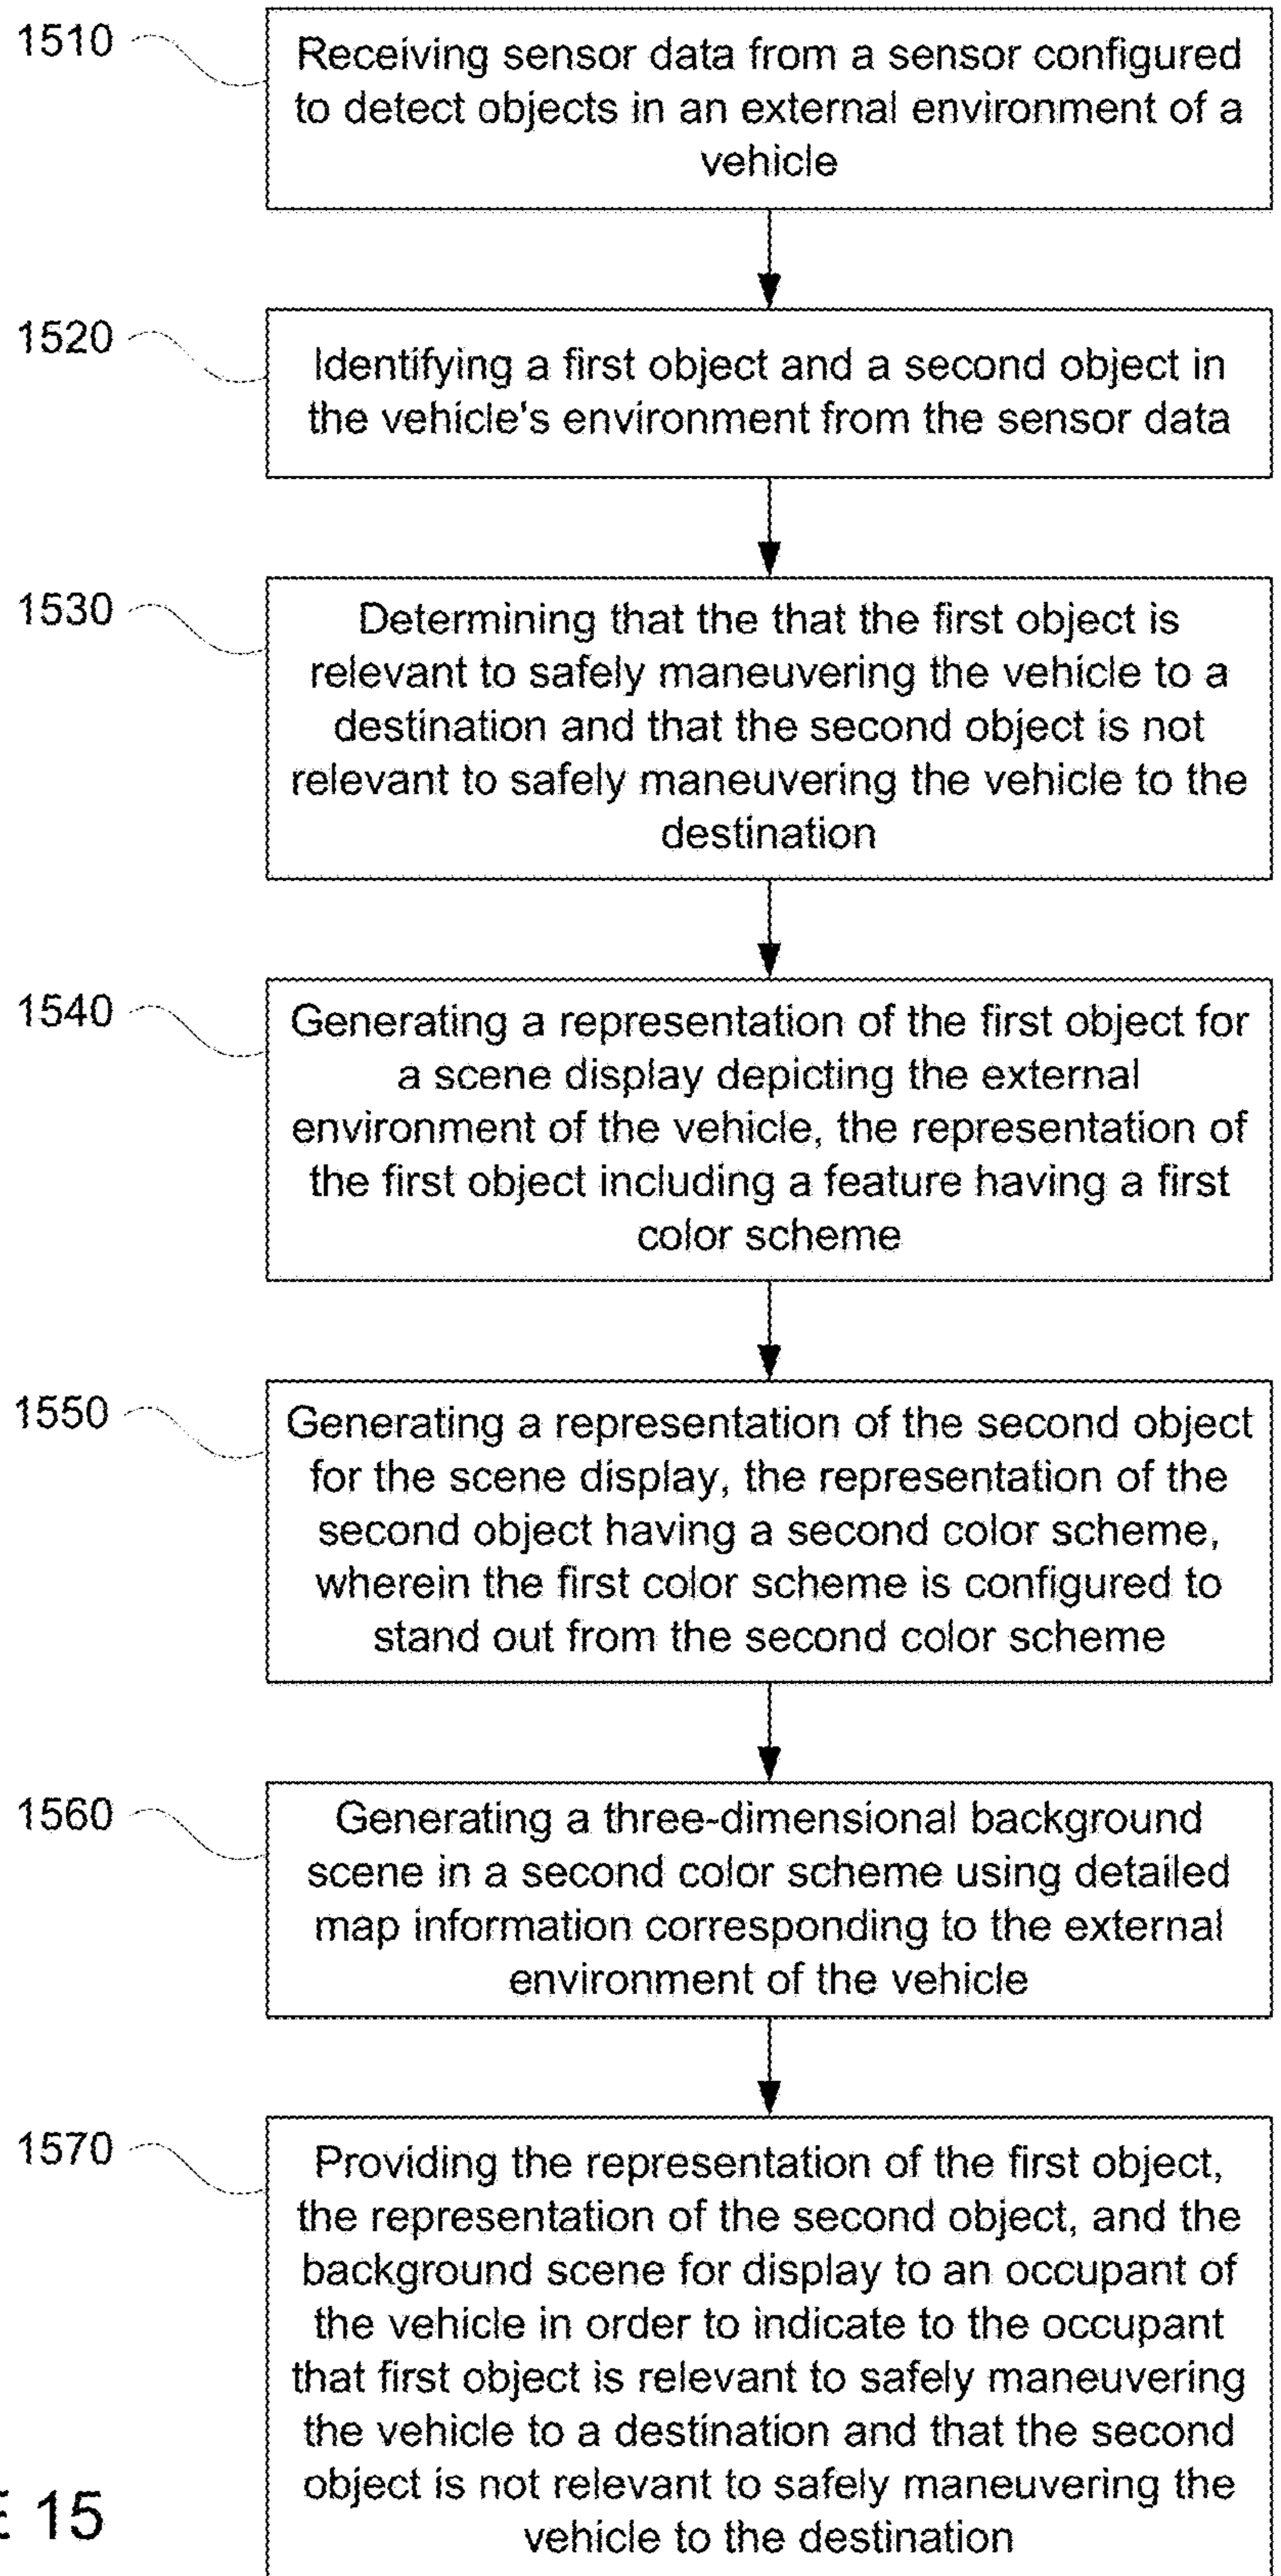 1510
Receiving sensor data from a sensor configured
to detect objects in an external environment of a
vehicle
1520
Identifying a first object and a second object in
the vehicle's environment from the sensor data
1530
Determining that the that the first object is
relevant to safely maneuvering the vehicle to a
destination and that the second object is not
relevant to safely maneuvering the vehicle to the
destination
1540
Generating a representation of the first object for
a scene display depicting the external
environment of the vehicle, the representation of
the first object including a feature having a first
color scheme
1550
Generating a representation of the second object
for the scene display, the representation of the
second object having a second color scheme,
wherein the first color scheme is configured to
stand out from the second color scheme
1560
Generating a three-dimensional background
scene in a second color scheme using detailed
map information corresponding to the external
environment of the vehicle
1570
Providing the representation of the first object,
the representation of the second object, and the
background scene for display to an occupant of
the vehicle in order to indicate to the occupant
that first object is relevant to safely maneuvering
the vehicle to a destination and that the second
object is not relevant to safely maneuvering the
vehicle to the destination
E 15